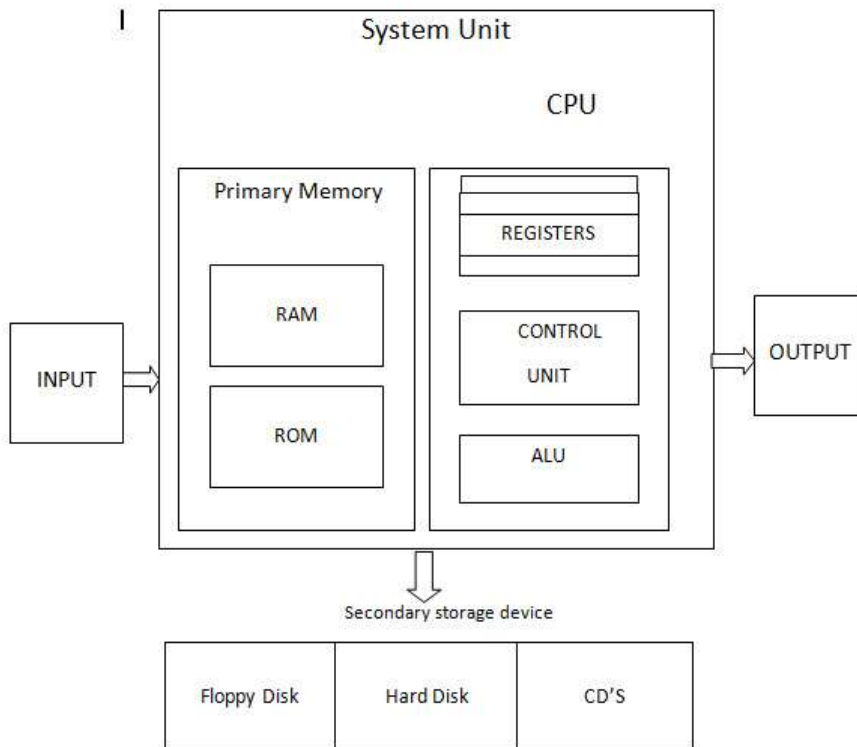 I
System Unit
CPU
Primary Memory
REGISTERS
RAM
CONTROL
UNIT
ROM
ALU
INPUT
OUTPUT
Secondary storage device
Floppy Disk
Hard Disk
CD'S